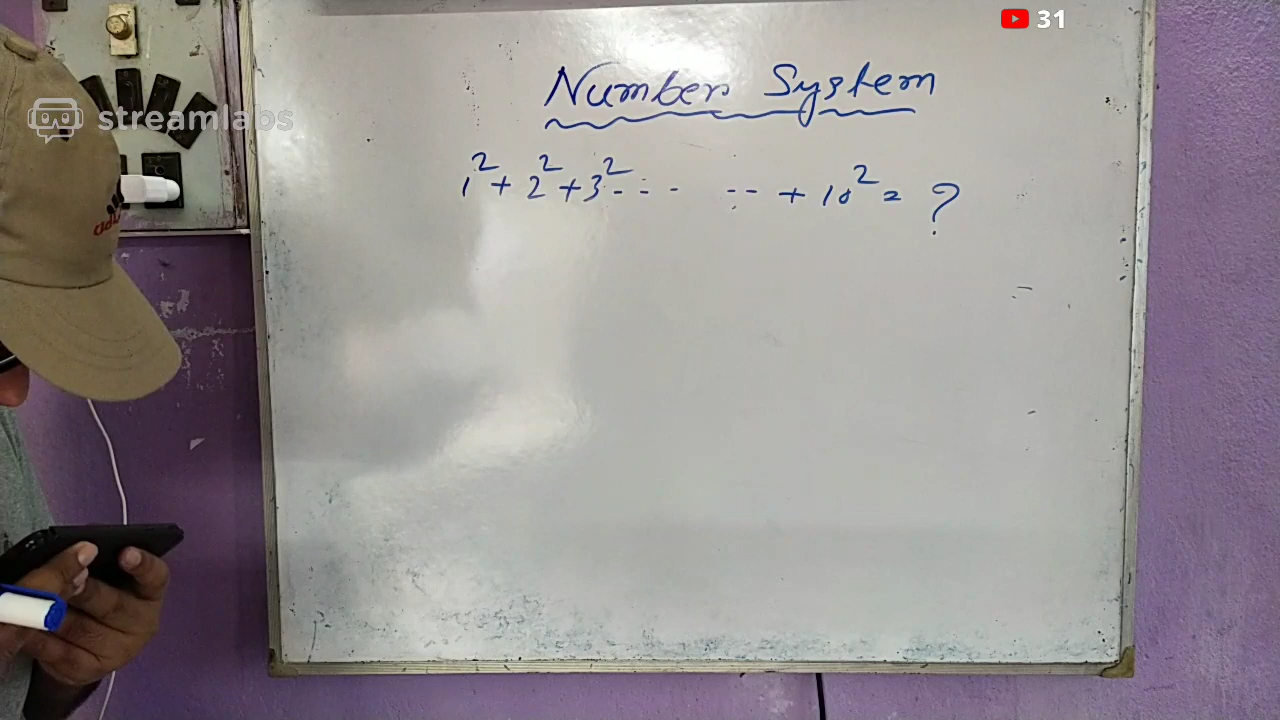 31
streamlabs
Number System
1² + 2² + 3² - - - - - - + 10² = ?